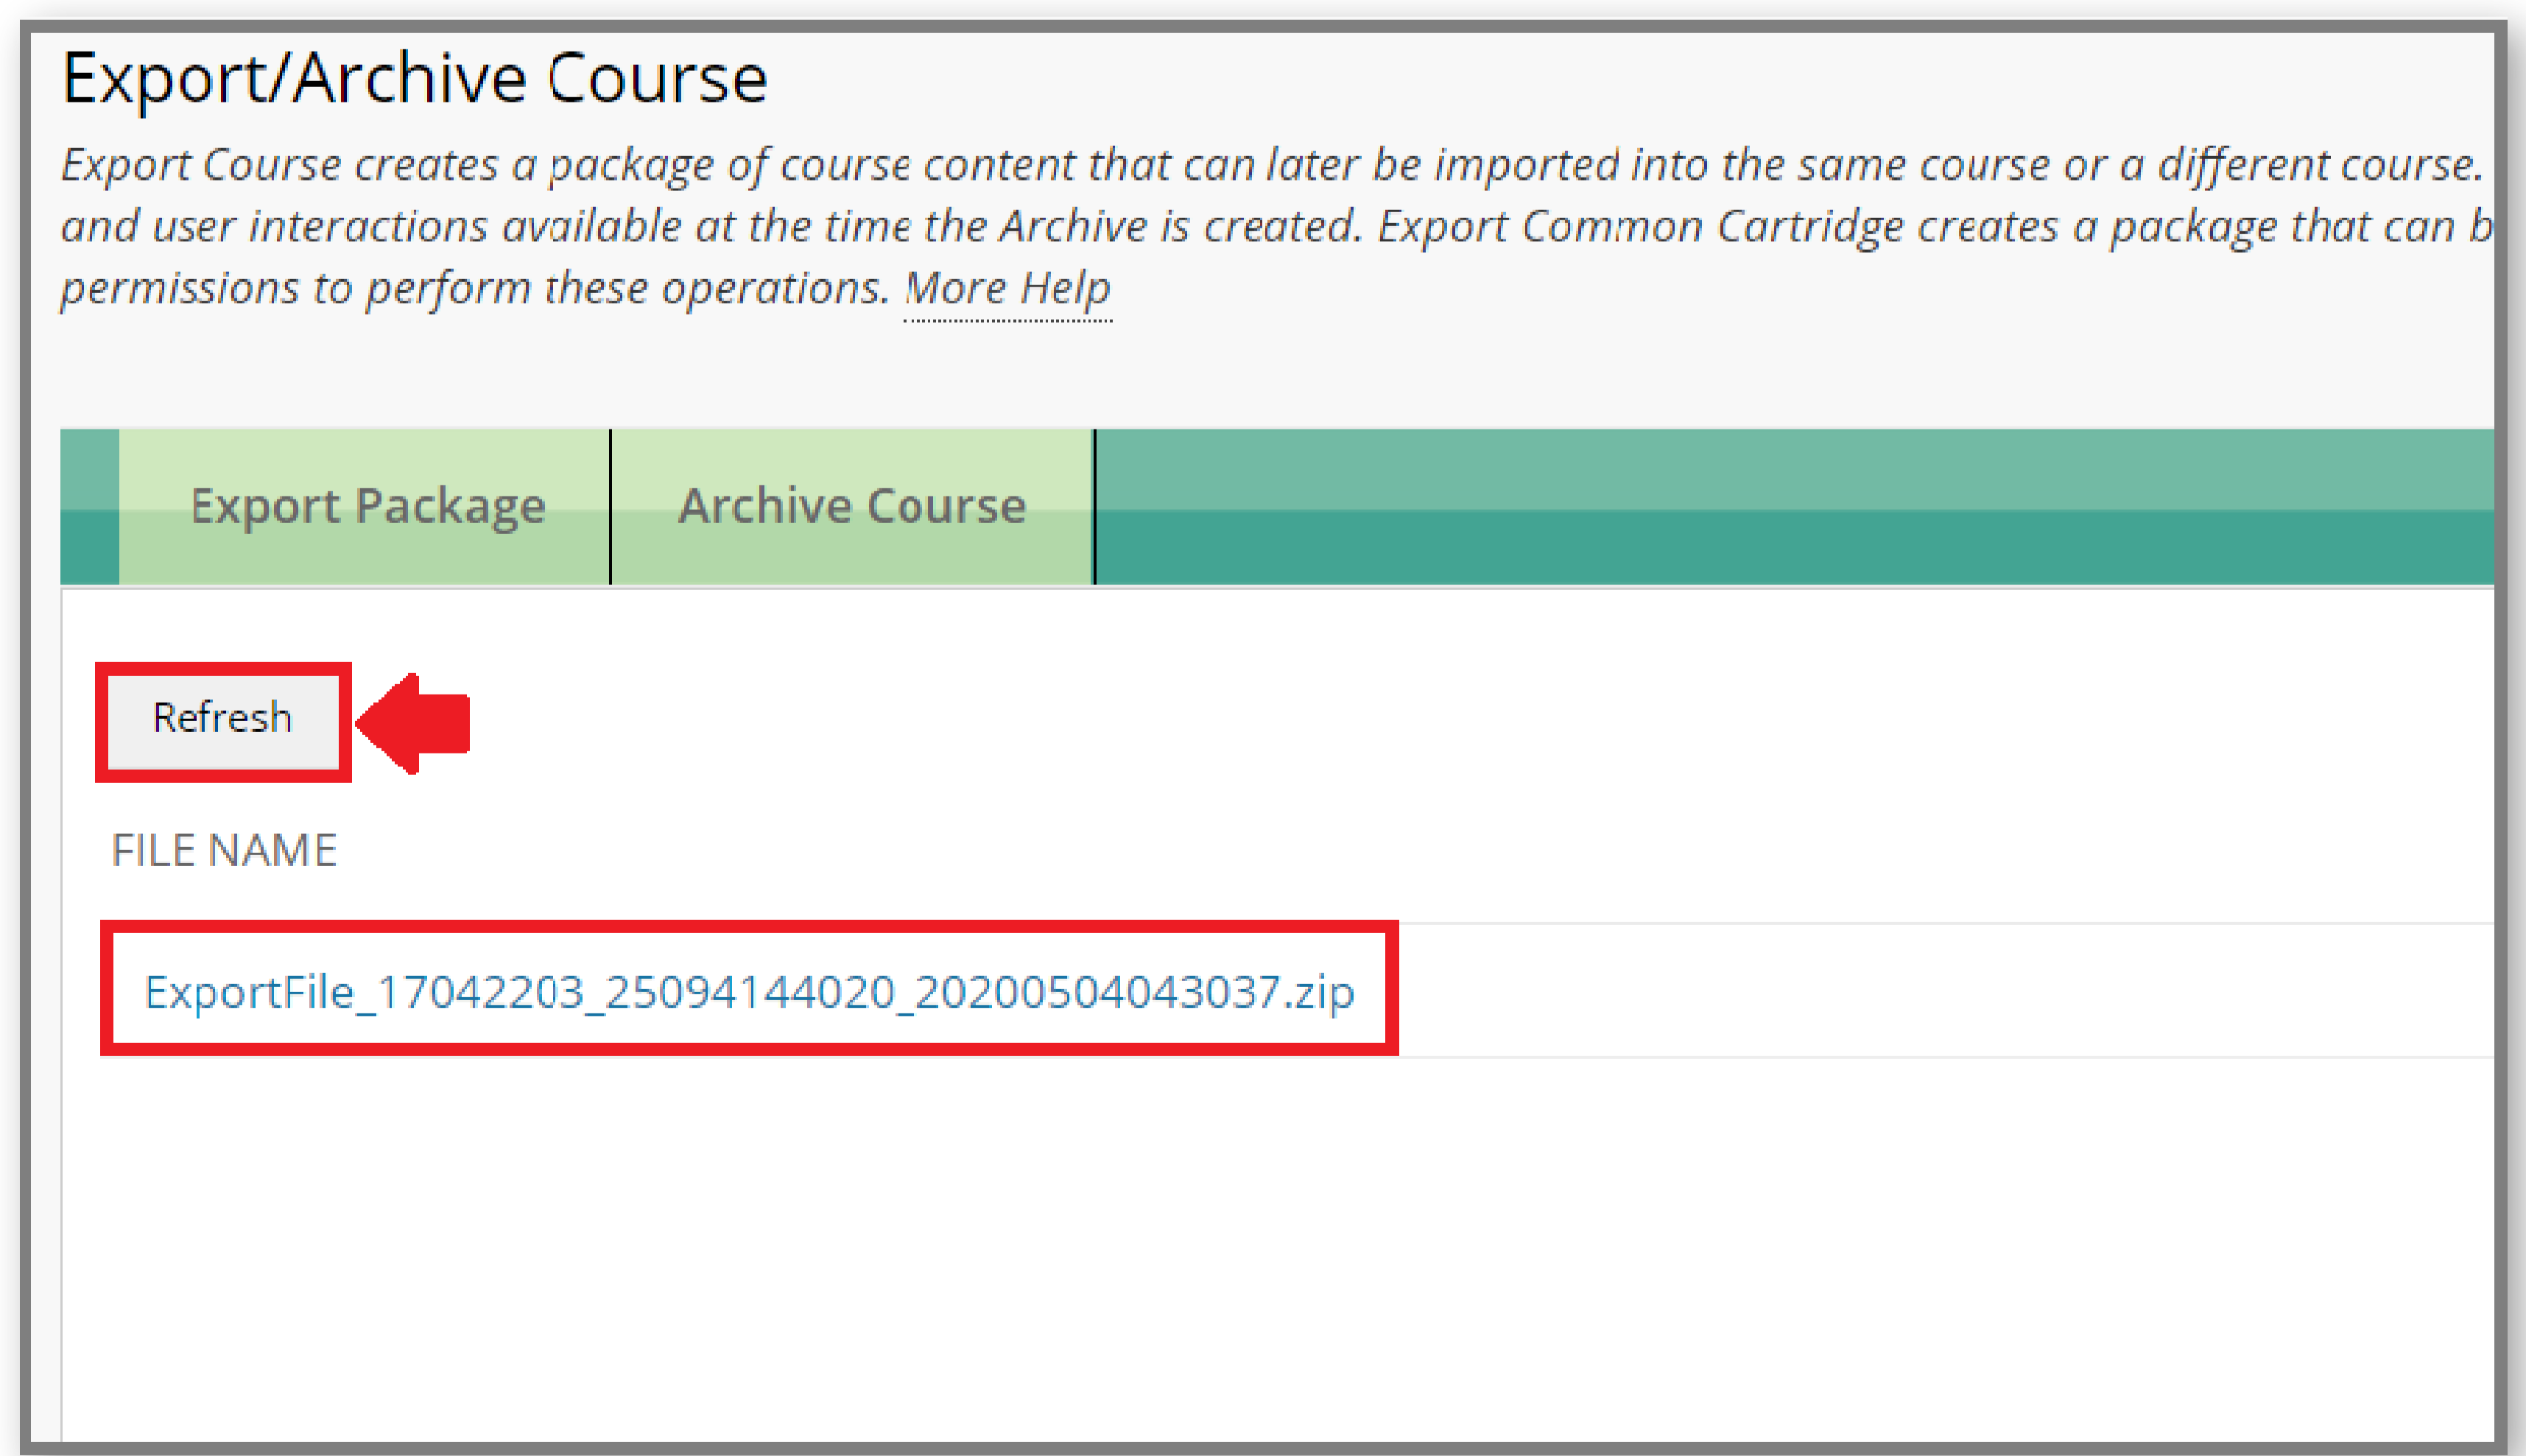 Export/Archive Course
Export Course creates a package of course content that can later be imported into the same course or a different course.
and user interactions available at the time the Archive is created. Export Common Cartridge creates a package that can b
permissions to perform these operations. More Help
Export Package
Archive Course
Refresh
FILE NAME
ExportFile_17042203_25094144020_20200504043037.zip